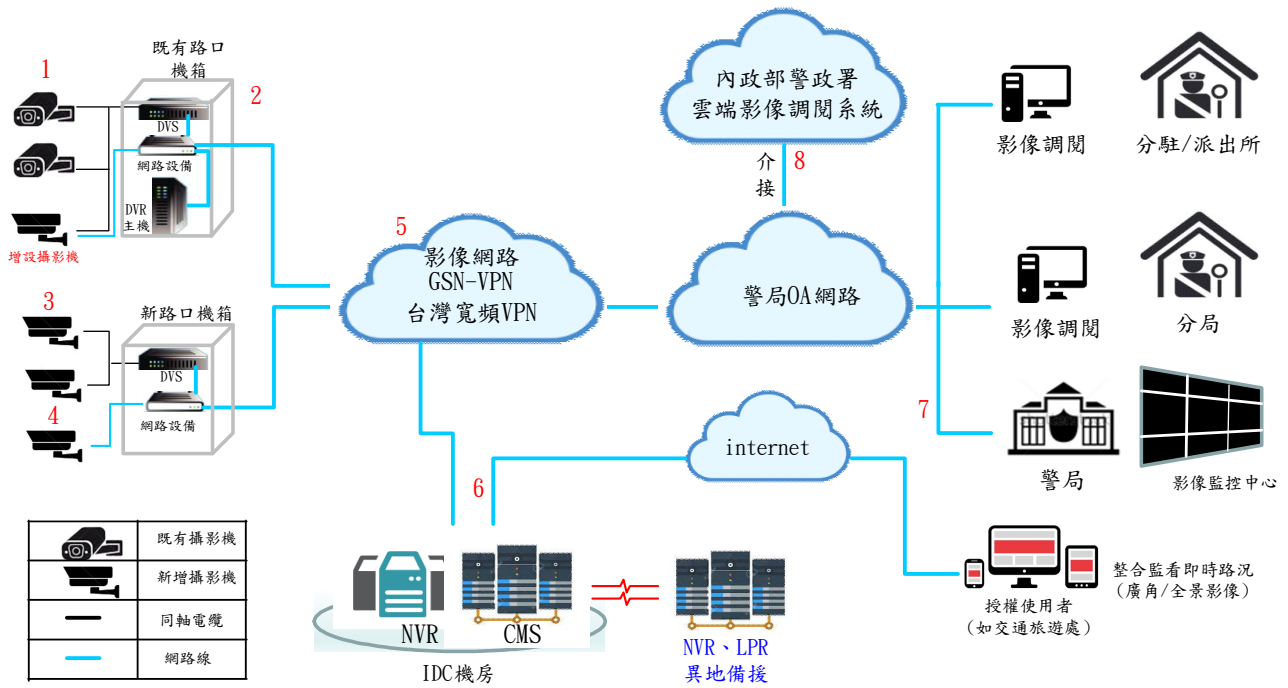 既有路口
機箱
1
2
DVS
網路設備
DVR
主機
增設攝影機
3
新路口機箱
DVS
4
網路設備
5
影像網路
GSN-VPN
台灣寬頻VPN
內政部警政署
雲端影像調閱系統
介
接
8
警局OA網路
影像調閱
分駐/派出所
影像調閱
分局
7
警局
影像監控中心
internet
6
NVR
CMS
IDC機房
NVR、LPR
異地備援
授權使用者
(如交通旅遊處)
整合監看即時路況
(廣角/全景影像)
既有攝影機
新增攝影機
同軸電纜
網路線